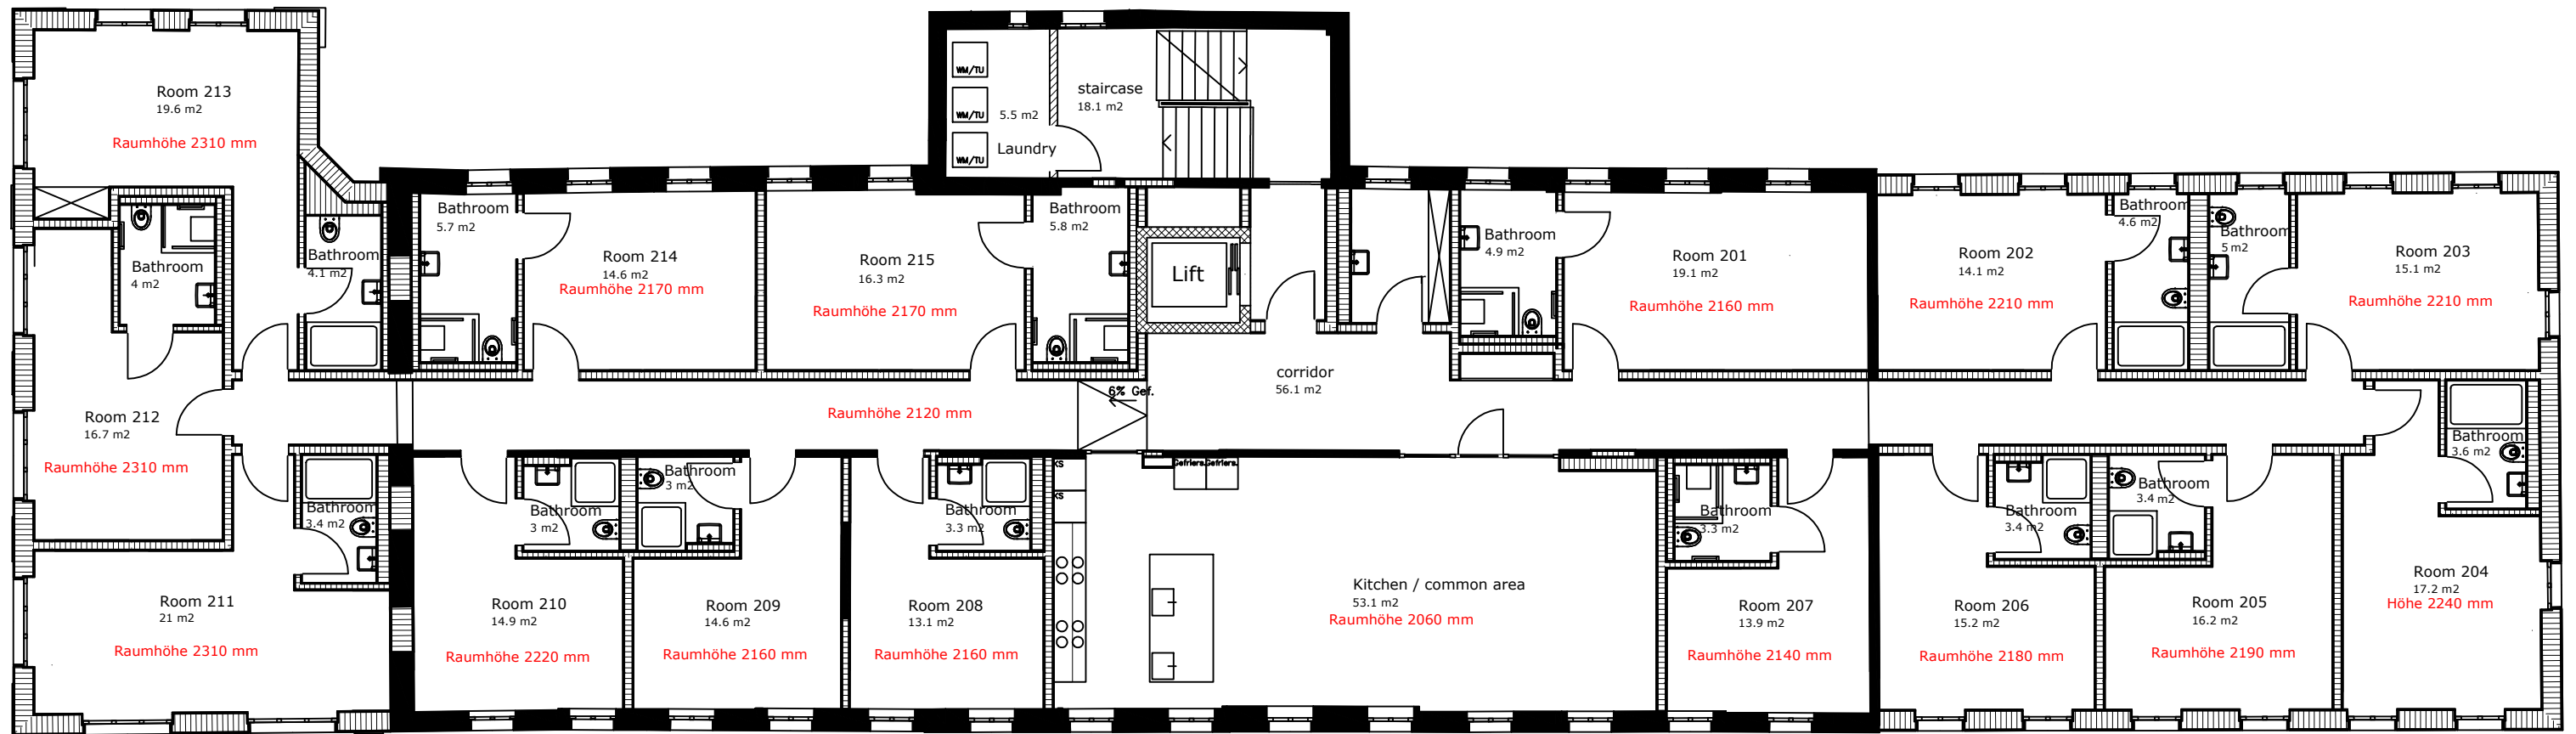 Room 213
19.6 m2
Raumhöhe 2310 mm
Bathroom
4 m2
Bathroom
4.1 m2
Room 212
16.7 m2
Raumhöhe 2310 mm
Bathroom
3.4 m2
Room 211
21 m2
Raumhöhe 2310 mm
Bathroom
5.7 m2
Room 214
14.6 m2
Raumhöhe 2170 mm
Room 215
16.3 m2
Raumhöhe 2170 mm
Bathroom
5.8 m2
WM/TU
WM/TU
WM/TU
5.5 m2
Laundry
staircase
18.1 m2
Lift
corridor
56.1 m2
6% Gef.
Raumhöhe 2120 mm
Bathroom
4.9 m2
Room 201
19.1 m2
Raumhöhe 2160 mm
Room 202
14.1 m2
Raumhöhe 2210 mm
Bathroom
4.6 m2
Bathroom
5 m2
Room 203
15.1 m2
Raumhöhe 2210 mm
Bathroom
3 m2
Room 210
14.9 m2
Raumhöhe 2220 mm
Bathroom
3 m2
Room 209
14.6 m2
Raumhöhe 2160 mm
Bathroom
3.3 m2
Room 208
13.1 m2
Raumhöhe 2160 mm
KS
KS
Gefriers.
Gefriers.
Kitchen / common area
53.1 m2
Raumhöhe 2060 mm
Bathroom
3.3 m2
Room 207
13.9 m2
Raumhöhe 2140 mm
Bathroom
3.4 m2
Room 206
15.2 m2
Raumhöhe 2180 mm
Bathroom
3.4 m2
Room 205
16.2 m2
Raumhöhe 2190 mm
Bathroom
3.6 m2
Room 204
17.2 m2
Höhe 2240 mm